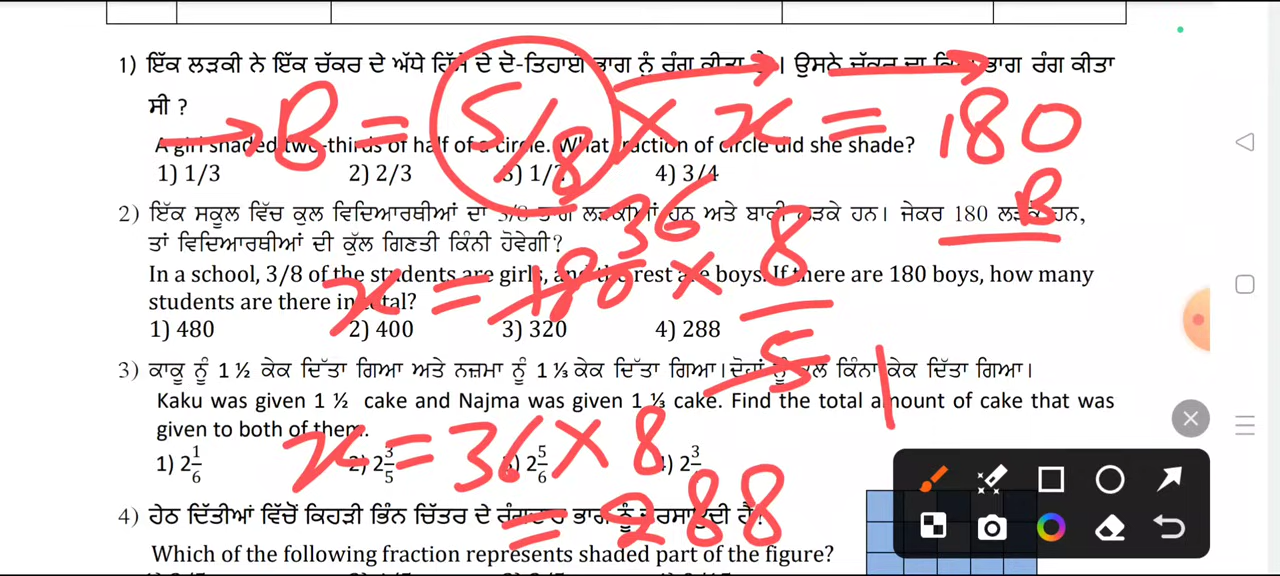 1) ਇੱਕ ਲੜਕੀ ਨੇ ਇੱਕ ਚੱਕਰ ਦੇ ਅੱਧੇ ਹਿੱਸੇ ਦੇ ਦੋ-ਤਿਹਾਈ ਭਾਗ ਨੂੰ ਰੰਗ ਕੀਤਾ ਹੈ। ਉਸਨੇ ਚੱਕਰ ਦਾ ਭਾਗ ਰੰਗ ਕੀਤਾ
ਸੀ ?
B = 5/8 × x = 180
A girl shaded two-thirds of half of a circle. What fraction of circle did she shade?
1) 1/3 2) 2/3 3) 1/2 4) 3/4
B
2) ਇੱਕ ਸਕੂਲ ਵਿੱਚ ਕੁਲ ਵਿਦਿਆਰਥੀਆਂ ਦਾ 3/8 ਭਾਗ ਲੜਕੀਆਂ ਹਨ ਅਤੇ ਬਾਕੀ ਲੜਕੇ ਹਨ। ਜੇਕਰ 180 ਲੜਕੇ ਹਨ,
ਤਾਂ ਵਿਦਿਆਰਥੀਆਂ ਦੀ ਕੁੱਲ ਗਿਣਤੀ ਕਿੰਨੀ ਹੋਵੇਗੀ?
36
x = 180 × 8/5
In a school, 3/8 of the students are girls, and the rest are boys. If there are 180 boys, how many
students are there in total?
1) 480 2) 400 3) 320 4) 288
1
3) ਕਾਕੂ ਨੂੰ 1 ½ ਕੇਕ ਦਿੱਤਾ ਗਿਆ ਅਤੇ ਨਜ਼ਮਾ ਨੂੰ 1 ⅓ ਕੇਕ ਦਿੱਤਾ ਗਿਆ। ਦੋਹਾਂ ਨੂੰ ਕੁਲ ਕਿੰਨਾ ਕੇਕ ਦਿੱਤਾ ਗਿਆ।
Kaku was given 1 ½ cake and Najma was given 1 ⅓ cake. Find the total amount of cake that was
given to both of them.
x = 36 × 8
1) 2 1/6 2) 2 3/5 3) 2 5/6 4) 2 3/
= 288
4) ਹੇਠ ਦਿੱਤੀਆਂ ਵਿੱਚੋਂ ਕਿਹੜੀ ਭਿੰਨ ਚਿੱਤਰ ਦੇ ਰੰਗਦਾਰ ਭਾਗ ਨੂੰ ਦਰਸਾਉਂਦੀ ਹੈ?
Which of the following fraction represents shaded part of the figure?